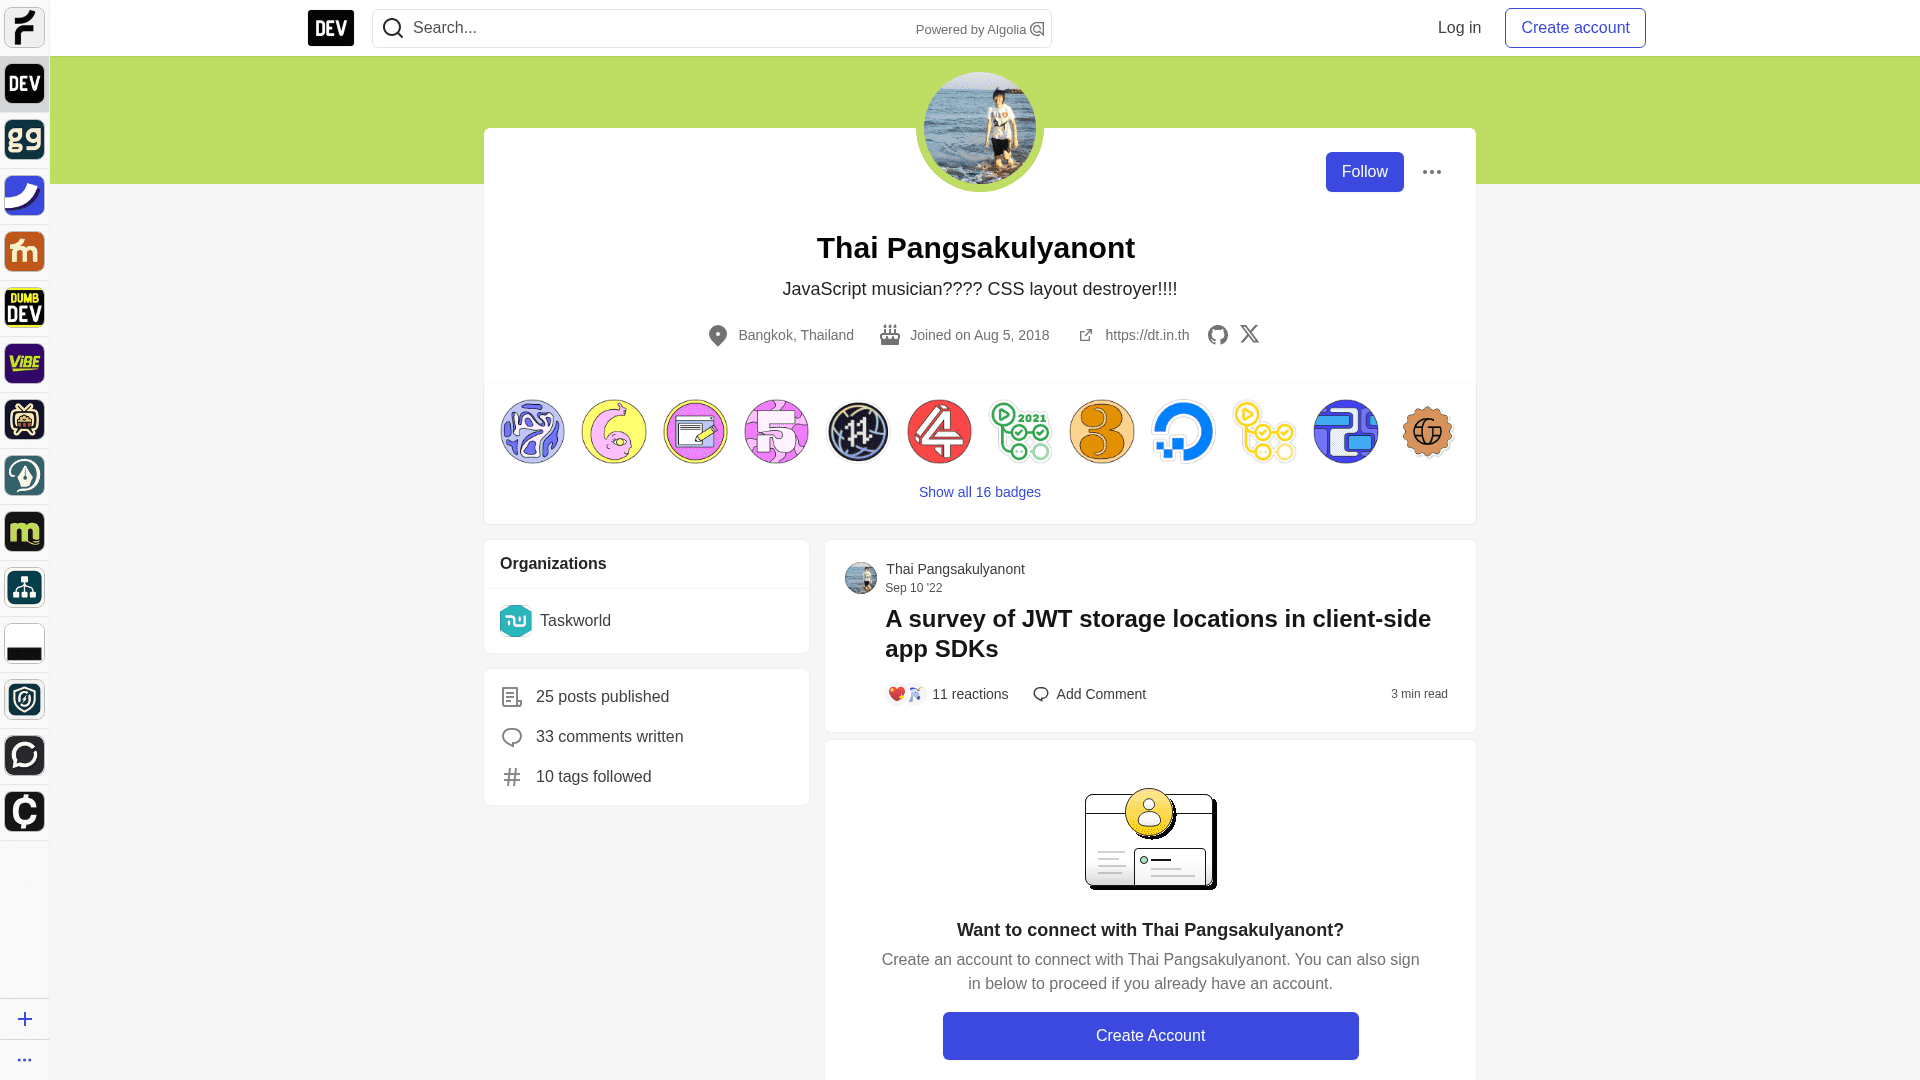 DEV
Search...
Powered by Algolia
Log in
Create account
DEV
gg
m
DUMB
DEV
ViBE
m
Follow
Thai Pangsakulyanont
JavaScript musician???? CSS layout destroyer!!!!
Bangkok, Thailand
Joined on Aug 5, 2018
https://dt.in.th
5
4
2021
3
2
Show all 16 badges
Organizations
Taskworld
25 posts published
33 comments written
10 tags followed
Thai Pangsakulyanont
Sep 10 '22
A survey of JWT storage locations in client-side
app SDKs
11 reactions
Add Comment
3 min read
Want to connect with Thai Pangsakulyanont?
Create an account to connect with Thai Pangsakulyanont. You can also sign
in below to proceed if you already have an account.
Create Account